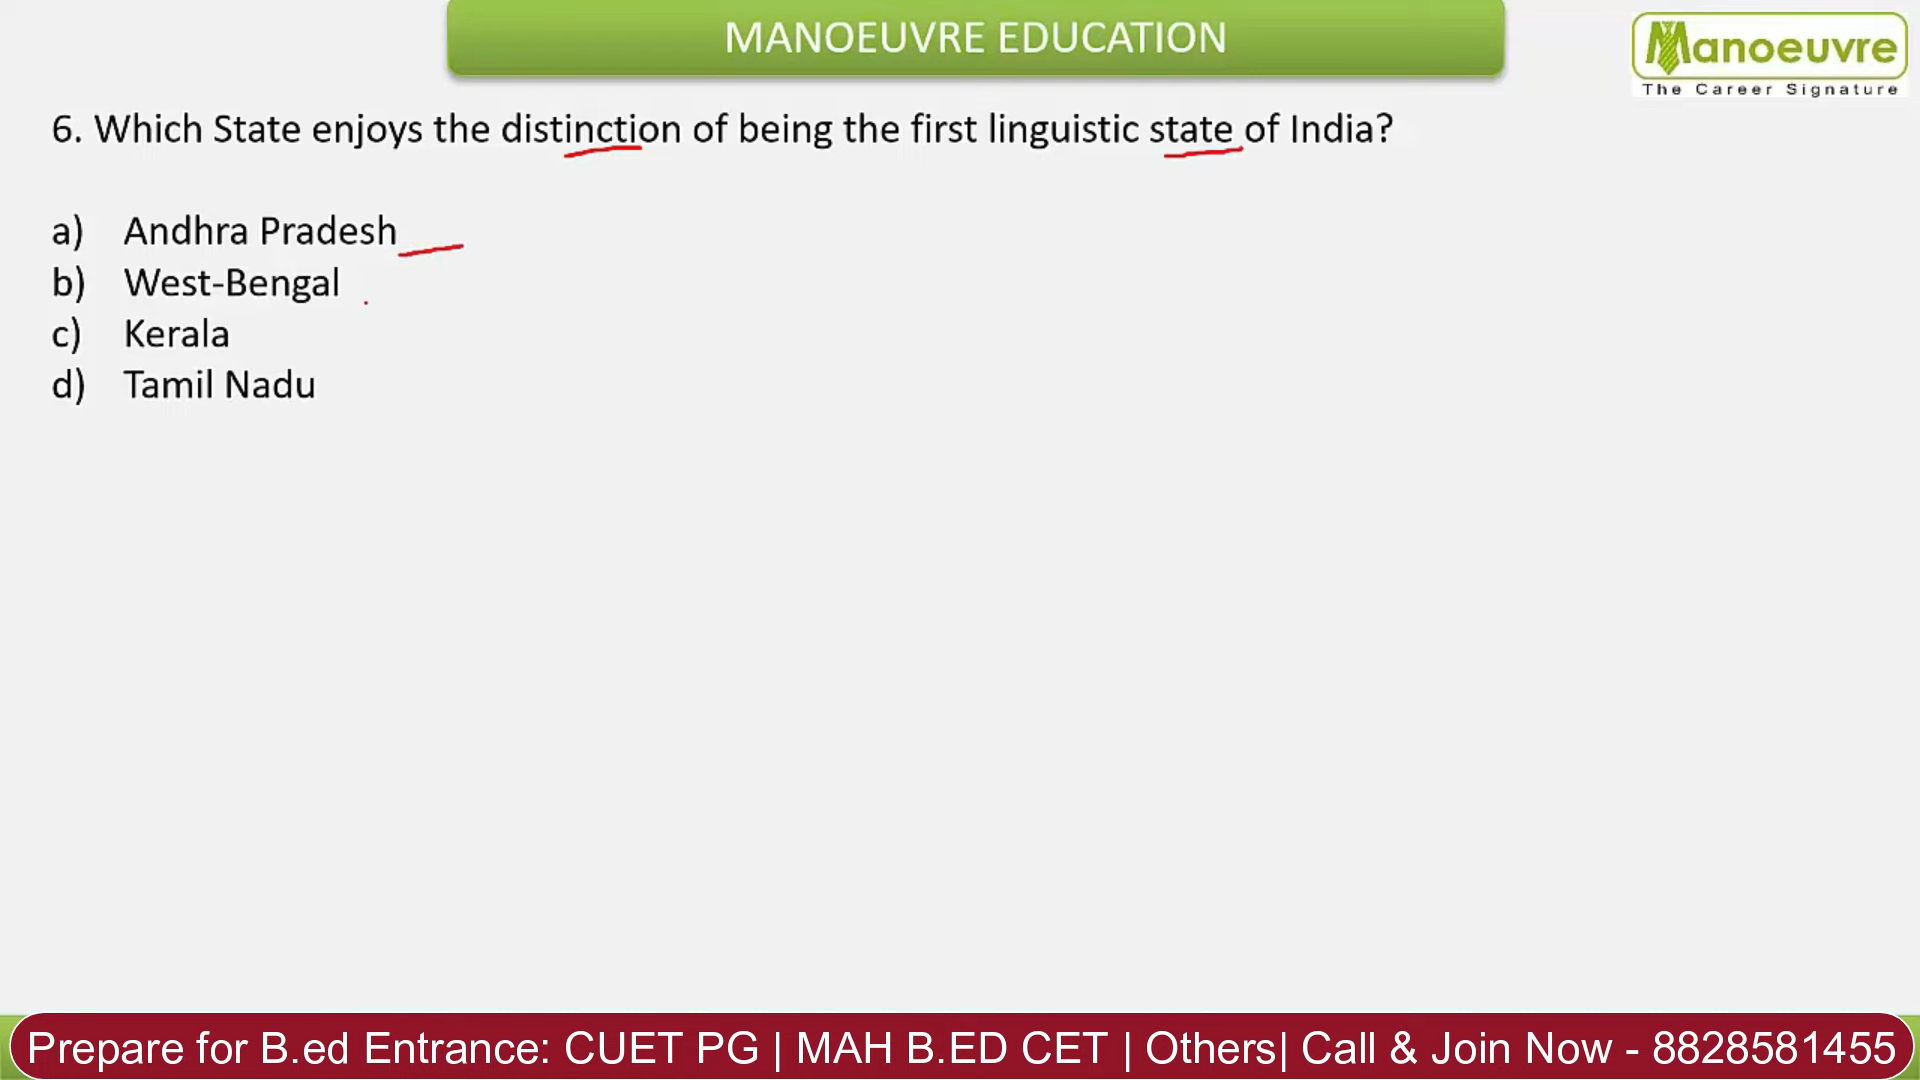 MANOEUVRE EDUCATION
Manoeuvre
The Career Signature
6. Which State enjoys the distinction of being the first linguistic state of India?
a) Andhra Pradesh
b) West-Bengal
c) Kerala
d) Tamil Nadu
Prepare for B.ed Entrance: CUET PG | MAH B.ED CET | Others| Call & Join Now - 8828581455